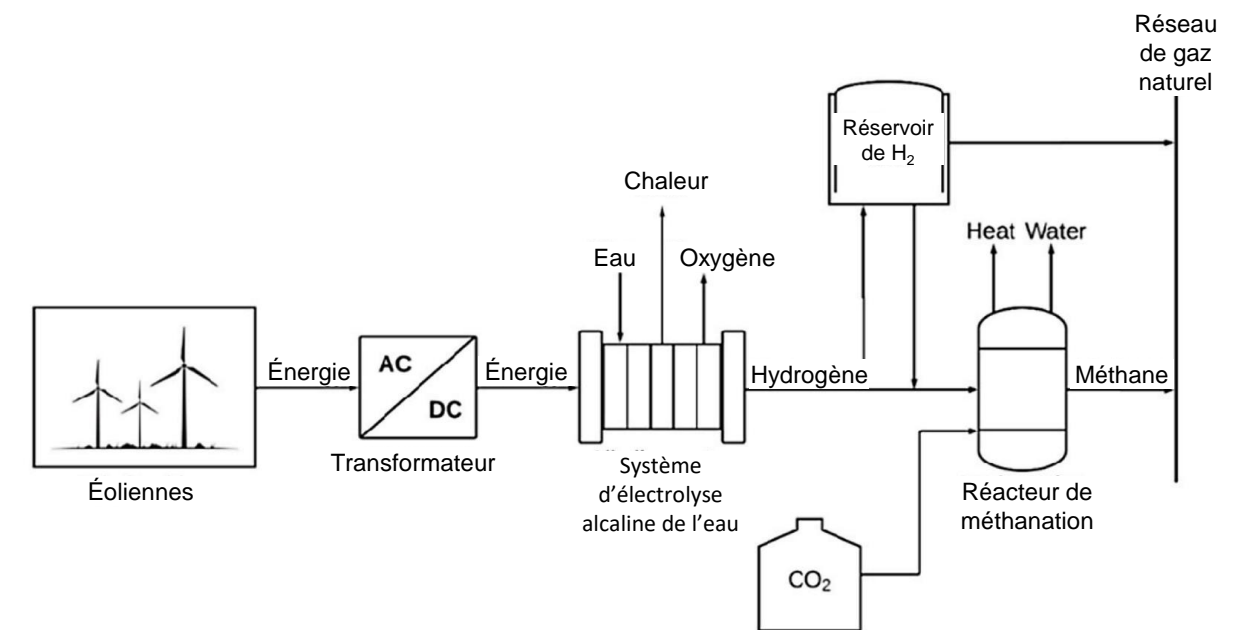 Réseau
de gaz
naturel
Réservoir
de H₂
Chaleur
Heat Water
Eau
Oxygène
Énergie
AC
DC
Énergie
Hydrogène
Méthane
Éoliennes
Transformateur
Système
d'électrolyse
alcaline de l'eau
Réacteur de
méthanation
CO₂